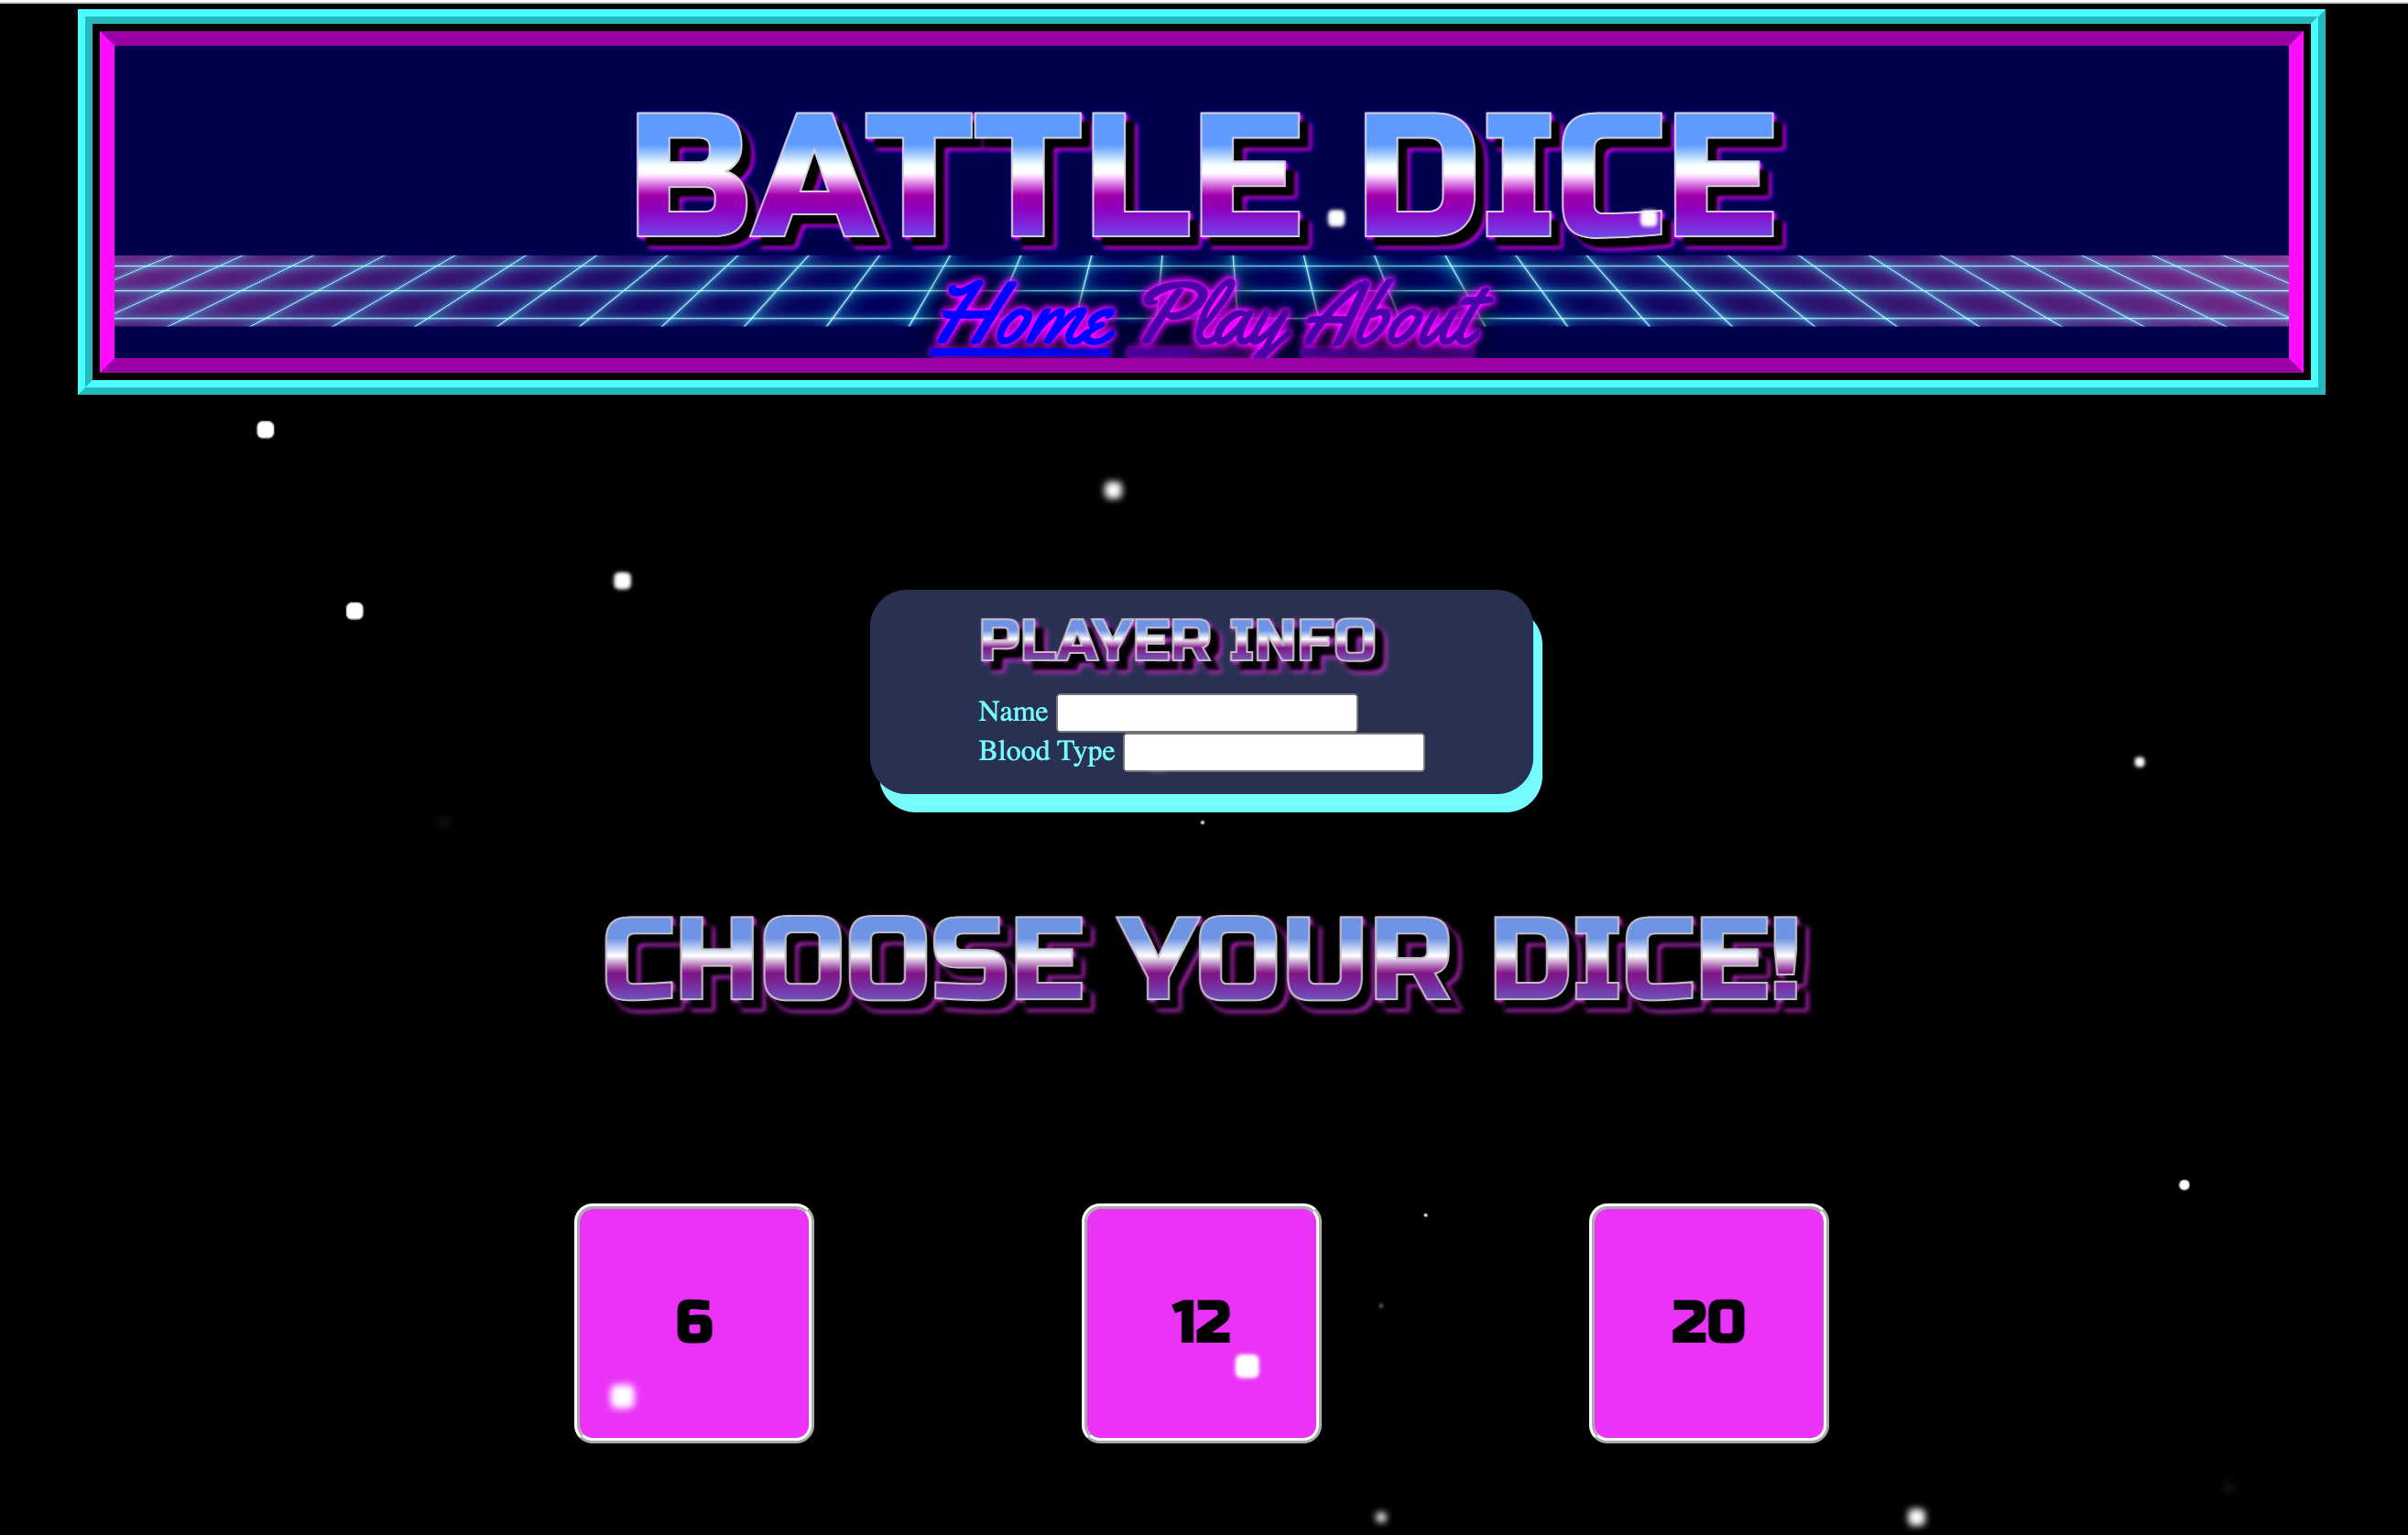 BATTLE DICE
Home Play About
PLAYER INFO
Name
Blood Type
CHOOSE YOUR DICE!
6 12 20